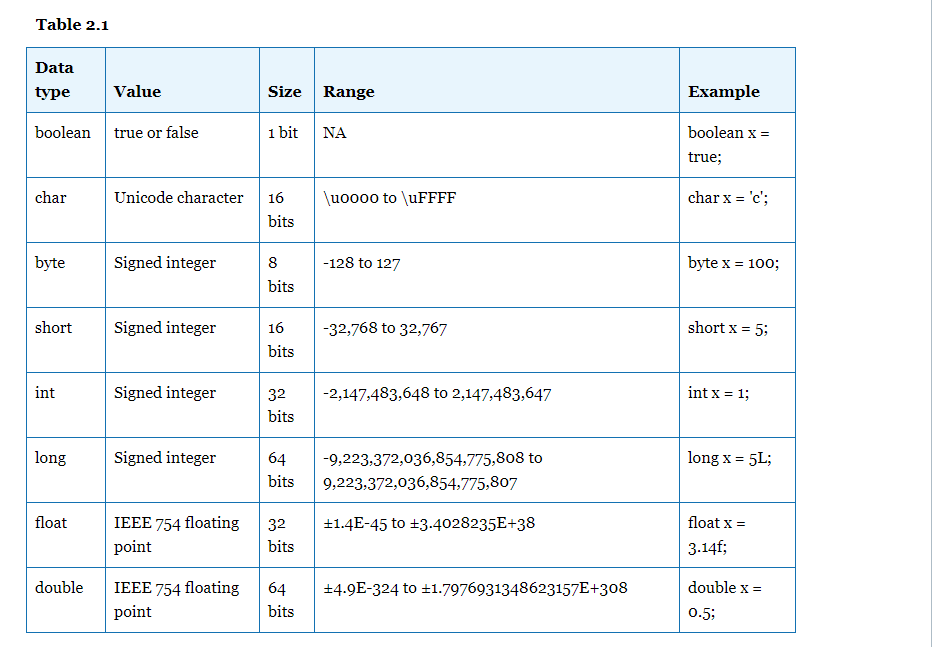 Table 2.1
Data
type Value Size Range Example
boolean true or false 1 bit NA boolean x =
true;
char Unicode character 16 \u0000 to \uFFFF char x = 'c';
bits
byte Signed integer 8 -128 to 127 byte x = 100;
bits
short Signed integer 16 -32,768 to 32,767 short x = 5;
bits
int Signed integer 32 -2,147,483,648 to 2,147,483,647 int x = 1;
bits
long Signed integer 64 -9,223,372,036,854,775,808 to long x = 5L;
bits 9,223,372,036,854,775,807
float IEEE 754 floating 32 ±1.4E-45 to ±3.4028235E+38 float x =
point bits 3.14f;
double IEEE 754 floating 64 ±4.9E-324 to ±1.7976931348623157E+308 double x =
point bits 0.5;